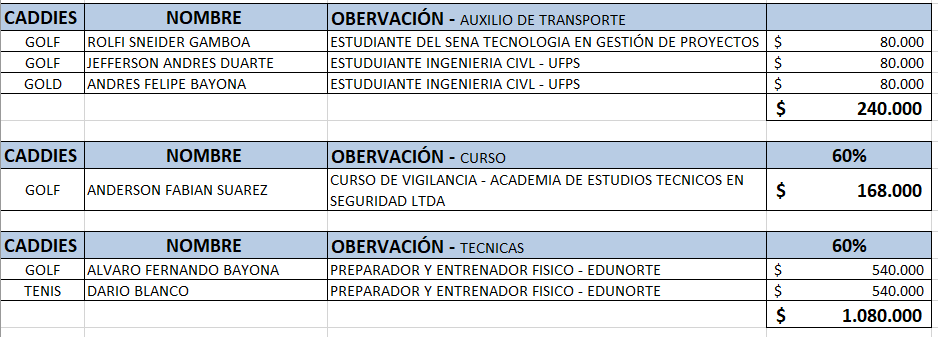 CADDIES NOMBRE OBERVACIÓN - AUXILIO DE TRANSPORTE
GOLF ROLFI SNEIDER GAMBOA ESTUDIANTE DEL SENA TECNOLOGIA EN GESTIÓN DE PROYECTOS $ 80.000
GOLF JEFFERSON ANDRES DUARTE ESTUDUIANTE INGENIERIA CIVL - UFPS $ 80.000
GOLD ANDRES FELIPE BAYONA ESTUDUIANTE INGENIERIA CIVL - UFPS $ 80.000
$ 240.000
CADDIES NOMBRE OBERVACIÓN - CURSO 60%
GOLF ANDERSON FABIAN SUAREZ CURSO DE VIGILANCIA - ACADEMIA DE ESTUDIOS TECNICOS EN
SEGURIDAD LTDA $ 168.000
CADDIES NOMBRE OBERVACIÓN - TECNICAS 60%
GOLF ALVARO FERNANDO BAYONA PREPARADOR Y ENTRENADOR FISICO - EDUNORTE $ 540.000
TENIS DARIO BLANCO PREPARADOR Y ENTRENADOR FISICO - EDUNORTE $ 540.000
$ 1.080.000